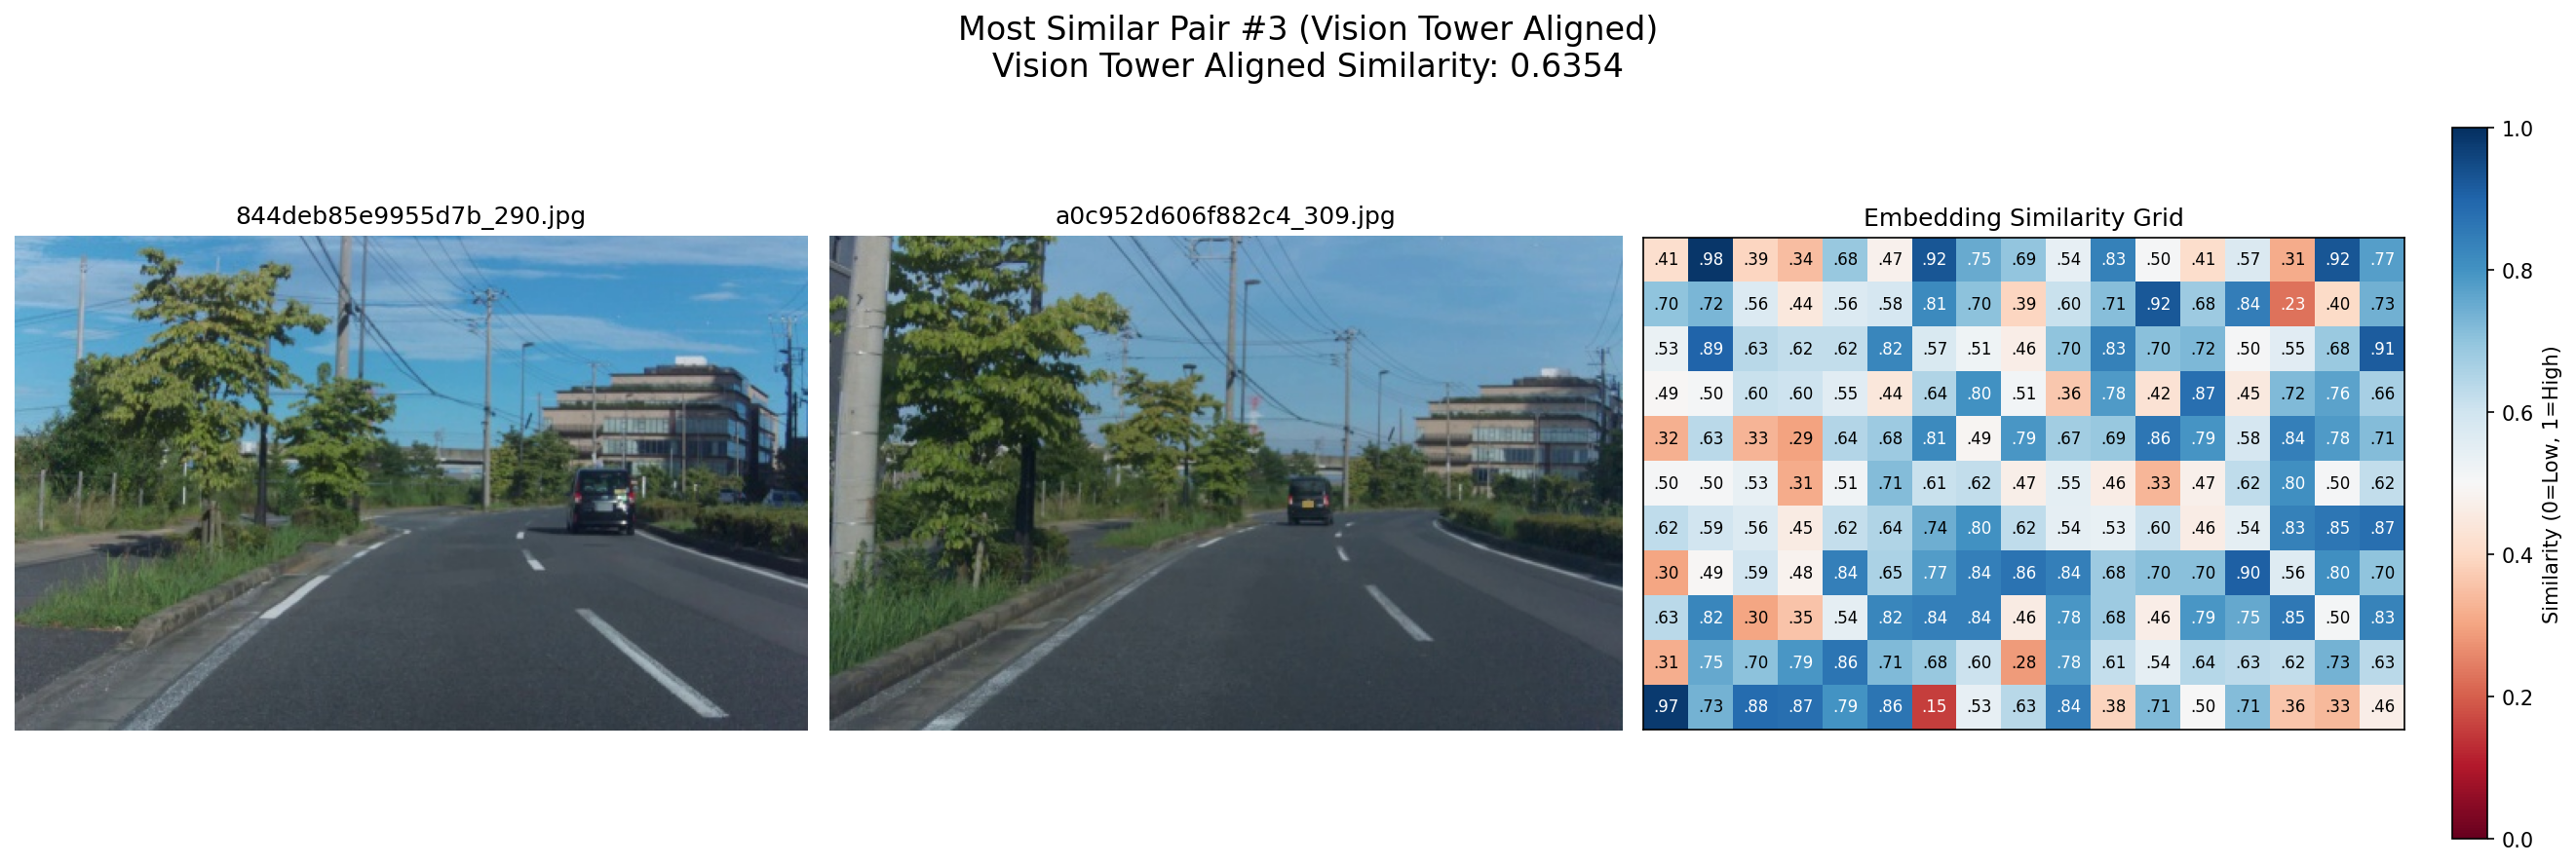 Most Similar Pair #3 (Vision Tower Aligned)
Vision Tower Aligned Similarity: 0.6354
844deb85e9955d7b_290.jpg
a0c952d606f882c4_309.jpg
Embedding Similarity Grid
.41 .98 .39 .34 .68 .47 .92 .75 .69 .54 .83 .50 .41 .57 .31 .92 .77
.70 .72 .56 .44 .56 .58 .81 .70 .39 .60 .71 .92 .68 .84 .23 .40 .73
.53 .89 .63 .62 .62 .82 .57 .51 .46 .70 .83 .70 .72 .50 .55 .68 .91
.49 .50 .60 .60 .55 .44 .64 .80 .51 .36 .78 .42 .87 .45 .72 .76 .66
.32 .63 .33 .29 .64 .68 .81 .49 .79 .67 .69 .86 .79 .58 .84 .78 .71
.50 .50 .53 .31 .51 .71 .61 .62 .47 .55 .46 .33 .47 .62 .80 .50 .62
.62 .59 .56 .45 .62 .64 .74 .80 .62 .54 .53 .60 .46 .54 .83 .85 .87
.30 .49 .59 .48 .84 .65 .77 .84 .86 .84 .68 .70 .70 .90 .56 .80 .70
.63 .82 .30 .35 .54 .82 .84 .84 .46 .78 .68 .46 .79 .75 .85 .50 .83
.31 .75 .70 .79 .86 .71 .68 .60 .28 .78 .61 .54 .64 .63 .62 .73 .63
.97 .73 .88 .87 .79 .86 .15 .53 .63 .84 .38 .71 .50 .71 .36 .33 .46
1.0
0.8
0.6
0.4
0.2
0.0
Similarity (0=Low, 1=High)